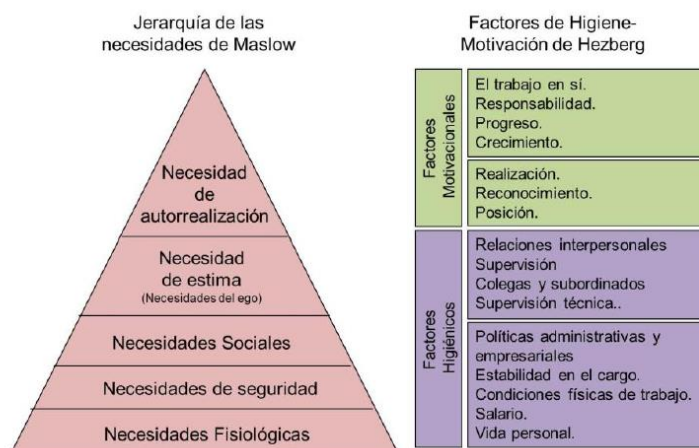 Jerarquía de las
necesidades de Maslow
Necesidad
de
autorrealización
Necesidad
de estima
(Necesidades del ego)
Necesidades Sociales
Necesidades de seguridad
Necesidades Fisiológicas
Factores de Higiene-
Motivación de Hezberg
Factores
Motivacionales
El trabajo en sí.
Responsabilidad.
Progreso.
Crecimiento.
Realización.
Reconocimiento.
Posición.
Factores
Higiénicos
Relaciones interpersonales
Supervisión
Colegas y subordinados
Supervisión técnica..
Políticas administrativas y
empresariales
Estabilidad en el cargo.
Condiciones físicas de trabajo.
Salario.
Vida personal.